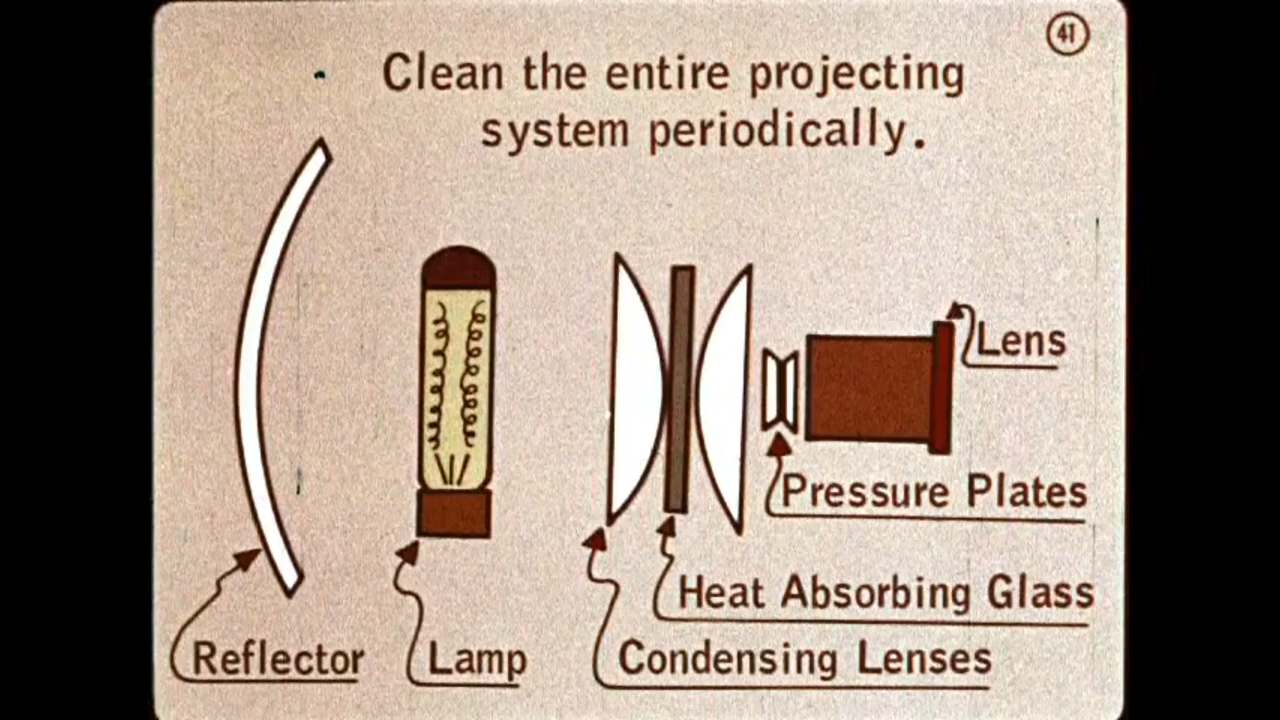 41
Clean the entire projecting
system periodically.
Lens
Pressure Plates
Heat Absorbing Glass
Reflector
Lamp
Condensing Lenses